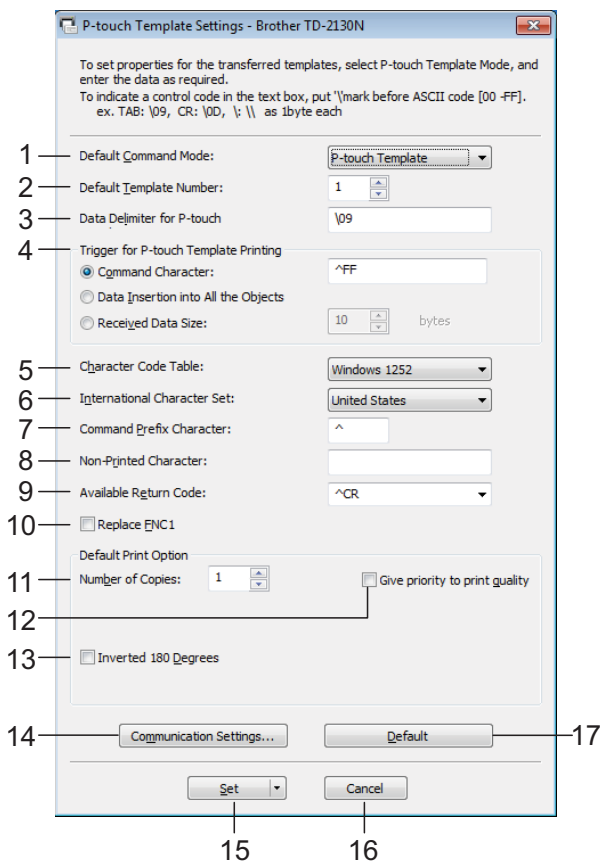 P-touch Template Settings - Brother TD-2130N
To set properties for the transferred templates, select P-touch Template Mode, and
enter the data as required.
To indicate a control code in the text box, put '\'mark before ASCII code [00 -FF].
ex. TAB: \09, CR: \0D, \: \\ as 1byte each
1 Default Command Mode: P-touch Template
2 Default Template Number: 1
3 Data Delimiter for P-touch \09
4 Trigger for P-touch Template Printing
Command Character: ^FF
Data Insertion into All the Objects
Received Data Size: 10 bytes
5 Character Code Table: Windows 1252
6 International Character Set: United States
7 Command Prefix Character: ^
8 Non-Printed Character:
9 Available Return Code: ^CR
10 Replace FNC1
Default Print Option
11 Number of Copies: 1 Give priority to print quality
12
13 Inverted 180 Degrees
14 Communication Settings... Default 17
Set Cancel
15 16